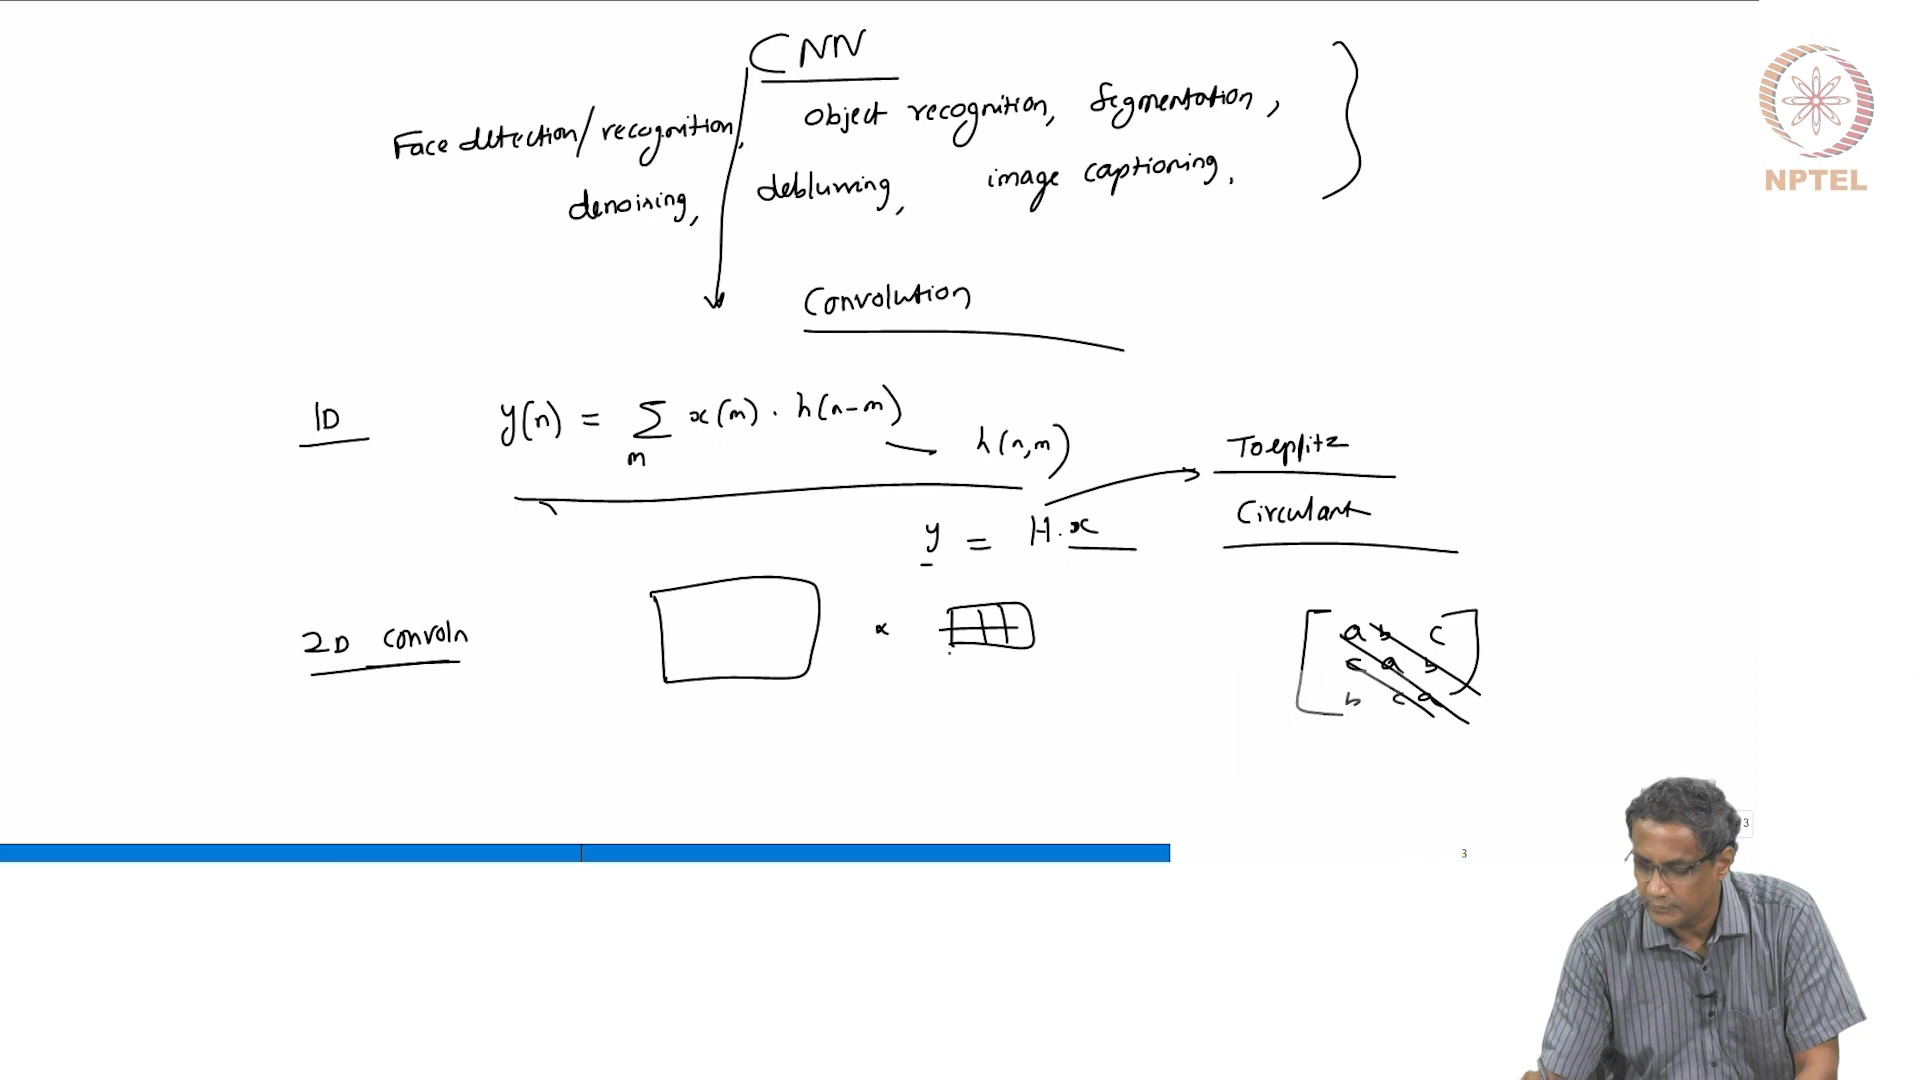 CNN
Face detection/recognition, object recognition, Segmentation,
denoising, deblurring, image captioning,
Convolution
1D y(n) = ∑ x(m) · h(n-m)
m
h(n,m)
Toeplitz
Circulant
y = H · x
2D convoln *
a b c
c a b
b c a
NPTEL
3
3